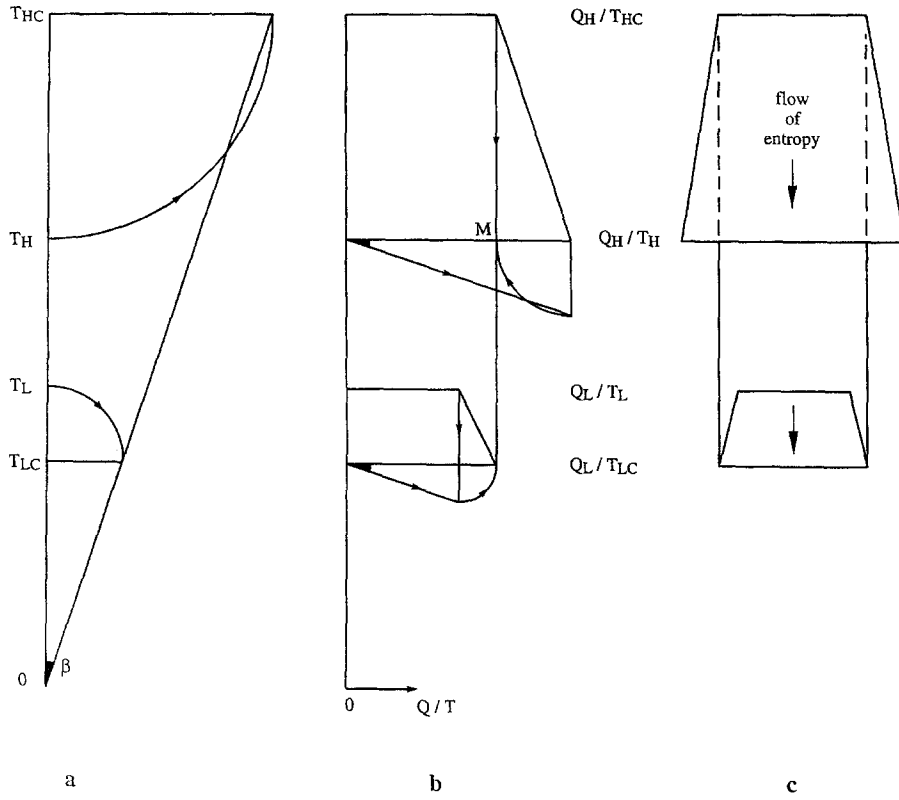 T_HC
T_H
T_L
T_LC
0
β
a
M
0
Q / T
b
Q_H / T_HC
Q_H / T_H
Q_L / T_L
Q_L / T_LC
flow
of
entropy
c